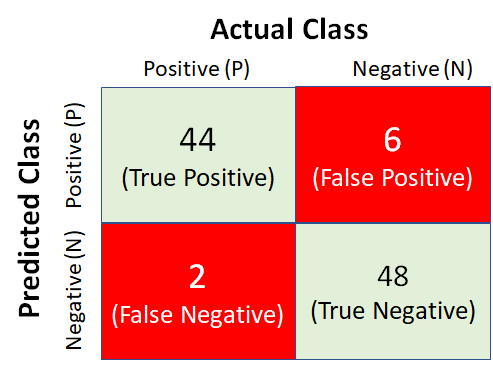 Actual Class
Positive (P)
Negative (N)
Predicted Class
Positive (P)
44
(True Positive)
6
(False Positive)
Negative (N)
2
(False Negative)
48
(True Negative)